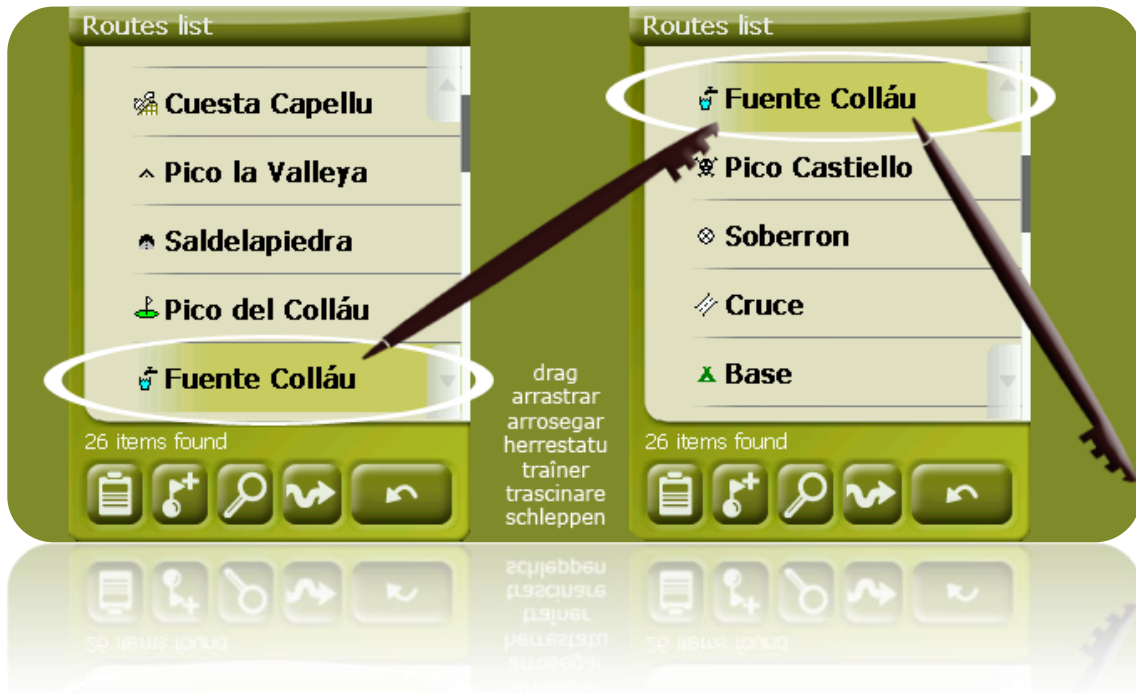 Routes list
Cuesta Capellu
Pico la Valleya
Saldelapiedra
Pico del Colláu
Fuente Colláu
26 items found
drag
arrastrar
arrosegar
herrestatu
traîner
trascinare
schleppen
Routes list
Fuente Colláu
Pico Castiello
Soberron
Cruce
Base
26 items found